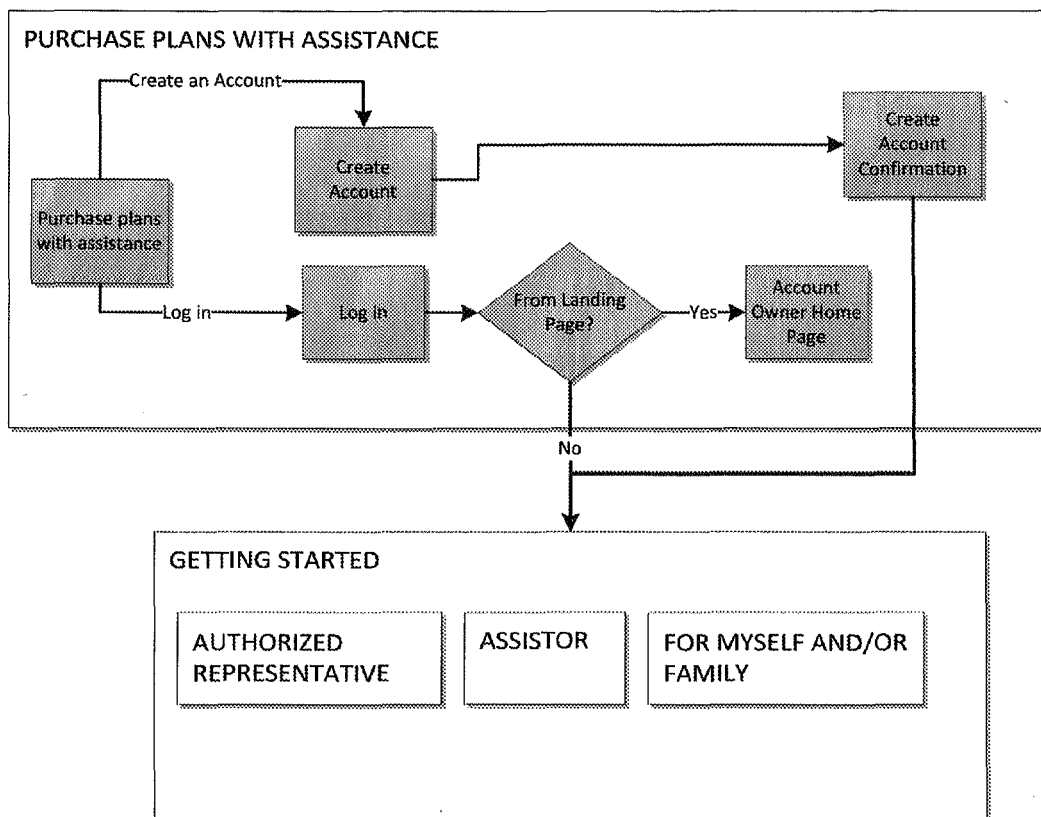 PURCHASE PLANS WITH ASSISTANCE
Create an Account
Create
Account
Create
Account
Confirmation
Purchase plans
with assistance
Log in
Log In
From Landing
Page?
Yes
Account
Owner Home
Page
No
GETTING STARTED
AUTHORIZED
REPRESENTATIVE
ASSISTOR
FOR MYSELF AND/OR
FAMILY